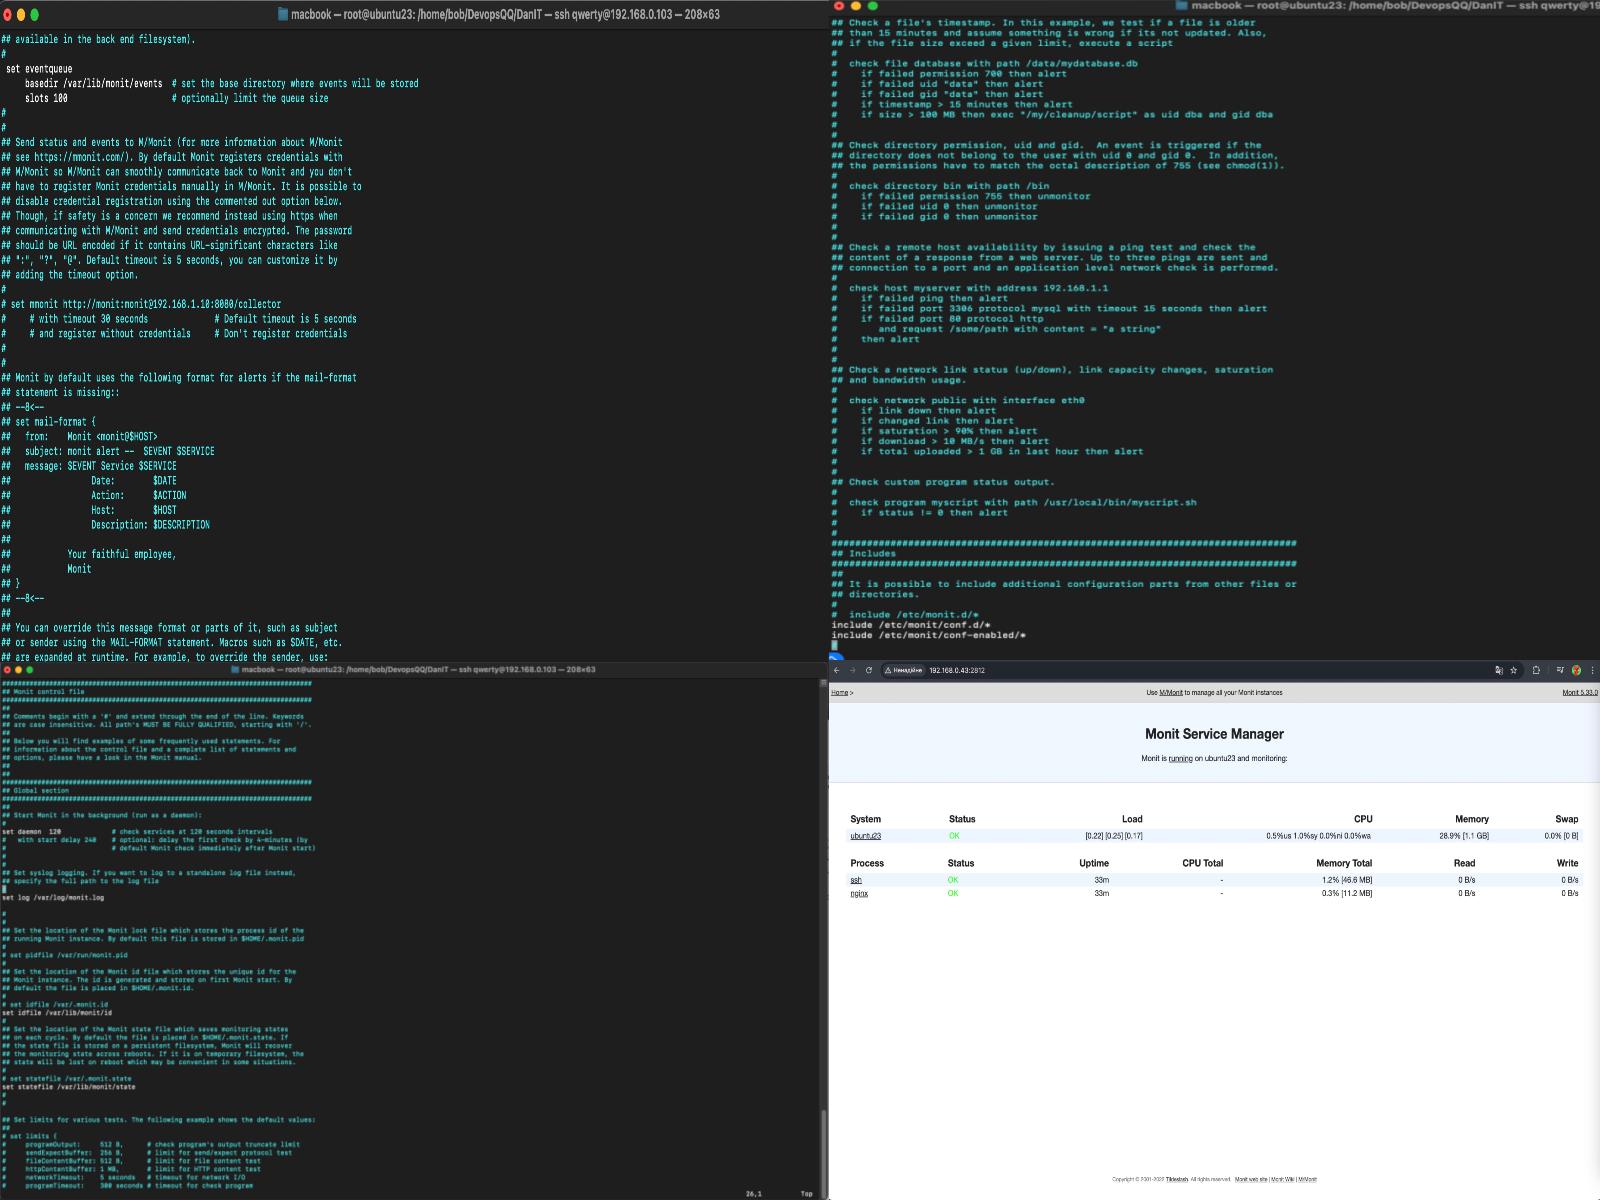 macbook — root@ubuntu23: /home/bob/DevopsQQ/DanIT — ssh qwerty@192.168.0.103 — 208×63
## available in the back end filesystem).
#
set eventqueue
basedir /var/lib/monit/events # set the base directory where events will be stored
slots 100 # optionally limit the queue size
#
#
## Send status and events to M/Monit (for more information about M/Monit
## see https://mmonit.com/). By default Monit registers credentials with
## M/Monit so M/Monit can smoothly communicate back to Monit and you don't
## have to register Monit credentials manually in M/Monit. It is possible to
## disable credential registration using the commented out option below.
## Though, if safety is a concern we recommend instead using https when
## communicating with M/Monit and send credentials encrypted. The password
## should be URL encoded if it contains URL-significant characters like
## ":", "?", "@". Default timeout is 5 seconds, you can customize it by
## adding the timeout option.
#
# set mmonit http://monit:monit@192.168.1.10:8080/collector
# # with timeout 30 seconds # Default timeout is 5 seconds
# # and register without credentials # Don't register credentials
#
#
## Monit by default uses the following format for alerts if the mail-format
## statement is missing::
## --8<--
## set mail-format {
## from: Monit <monit@$HOST>
## subject: monit alert -- $EVENT $SERVICE
## message: $EVENT Service $SERVICE
## Date: $DATE
## Action: $ACTION
## Host: $HOST
## Description: $DESCRIPTION
##
## Your faithful employee,
## Monit
## }
## --8<--
##
## You can override this message format or parts of it, such as subject
## or sender using the MAIL-FORMAT statement. Macros such as $DATE, etc.
## are expanded at runtime. For example, to override the sender, use:
macbook — root@ubuntu23: /home/bob/DevopsQQ/DanIT — ssh qwerty@19
## Check a file's timestamp. In this example, we test if a file is older
## than 15 minutes and assume something is wrong if its not updated. Also,
## if the file size exceed a given limit, execute a script
#
# check file database with path /data/mydatabase.db
# if failed permission 700 then alert
# if failed uid "data" then alert
# if failed gid "data" then alert
# if timestamp > 15 minutes then alert
# if size > 100 MB then exec "/my/cleanup/script" as uid dba and gid dba
#
#
## Check directory permission, uid and gid. An event is triggered if the
## directory does not belong to the user with uid 0 and gid 0. In addition,
## the permissions have to match the octal description of 755 (see chmod(1)).
#
# check directory bin with path /bin
# if failed permission 755 then unmonitor
# if failed uid 0 then unmonitor
# if failed gid 0 then unmonitor
#
#
## Check a remote host availability by issuing a ping test and check the
## content of a response from a web server. Up to three pings are sent and
## connection to a port and an application level network check is performed.
#
# check host myserver with address 192.168.1.1
# if failed ping then alert
# if failed port 3306 protocol mysql with timeout 15 seconds then alert
# if failed port 80 protocol http
# and request /some/path with content = "a string"
# then alert
#
#
## Check a network link status (up/down), link capacity changes, saturation
## and bandwidth usage.
#
# check network public with interface eth0
# if link down then alert
# if changed link then alert
# if saturation > 90% then alert
# if download > 10 MB/s then alert
# if total uploaded > 1 GB in last hour then alert
#
#
## Check custom program status output.
#
# check program myscript with path /usr/local/bin/myscript.sh
# if status != 0 then alert
#
#
###############################################################################
## Includes
###############################################################################
##
## It is possible to include additional configuration parts from other files or
## directories.
#
# include /etc/monit.d/*
include /etc/monit/conf.d/*
include /etc/monit/conf-enabled/*
macbook — root@ubuntu23: /home/bob/DevopsQQ/DanIT — ssh qwerty@192.168.0.103 — 208×63
###############################################################################
## Monit control file
###############################################################################
##
## Comments begin with a '#' and extend through the end of the line. Keywords
## are case insensitive. All path's MUST BE FULLY QUALIFIED, starting with '/'.
##
## Below you will find examples of some frequently used statements. For
## information about the control file and a complete list of statements and
## options, please have a look in the Monit manual.
##
##
###############################################################################
## Global section
###############################################################################
##
## Start Monit in the background (run as a daemon):
#
set daemon 120 # check services at 120 seconds intervals
# with start delay 240 # optional: delay the first check by 4-minutes (by
# # default Monit check immediately after Monit start)
#
#
## Set syslog logging. If you want to log to a standalone log file instead,
## specify the full path to the log file
#
set log /var/log/monit.log

#
#
## Set the location of the Monit lock file which stores the process id of the
## running Monit instance. By default this file is stored in $HOME/.monit.pid
#
# set pidfile /var/run/monit.pid
#
## Set the location of the Monit id file which stores the unique id for the
## Monit instance. The id is generated and stored on first Monit start. By
## default the file is placed in $HOME/.monit.id.
#
# set idfile /var/.monit.id
set idfile /var/lib/monit/id
#
## Set the location of the Monit state file which saves monitoring states
## on each cycle. By default the file is placed in $HOME/.monit.state. If
## the state file is stored on a persistent filesystem, Monit will recover
## the monitoring state across reboots. If it is on temporary filesystem, the
## state will be lost on reboot which may be convenient in some situations.
#
# set statefile /var/.monit.state
set statefile /var/lib/monit/state
#
#

## Set limits for various tests. The following example shows the default values:
##
# set limits {
# programOutput: 512 B, # check program's output truncate limit
# sendExpectBuffer: 256 B, # limit for send/expect protocol test
# fileContentBuffer: 512 B, # limit for file content test
# httpContentBuffer: 1 MB, # limit for HTTP content test
# networkTimeout: 5 seconds # timeout for network I/O
# programTimeout: 300 seconds # timeout for check program
26,1 Top
Ненадійне 192.168.0.43:2812
Home > Use M/Monit to manage all your Monit instances Monit 5.33.0
Monit Service Manager
Monit is running on ubuntu23 and monitoring:
System Status Load CPU Memory Swap
ubuntu23 OK [0.22] [0.25] [0.17] 0.5%us 1.0%sy 0.0%ni 0.0%wa 28.9% [1.1 GB] 0.0% [0 B]
Process Status Uptime CPU Total Memory Total Read Write
ssh OK 33m - 1.2% [46.6 MB] 0 B/s 0 B/s
nginx OK 33m - 0.3% [11.2 MB] 0 B/s 0 B/s
Copyright © 2001-2022 Tildeslash. All rights reserved. Monit web site | Monit Wiki | M/Monit